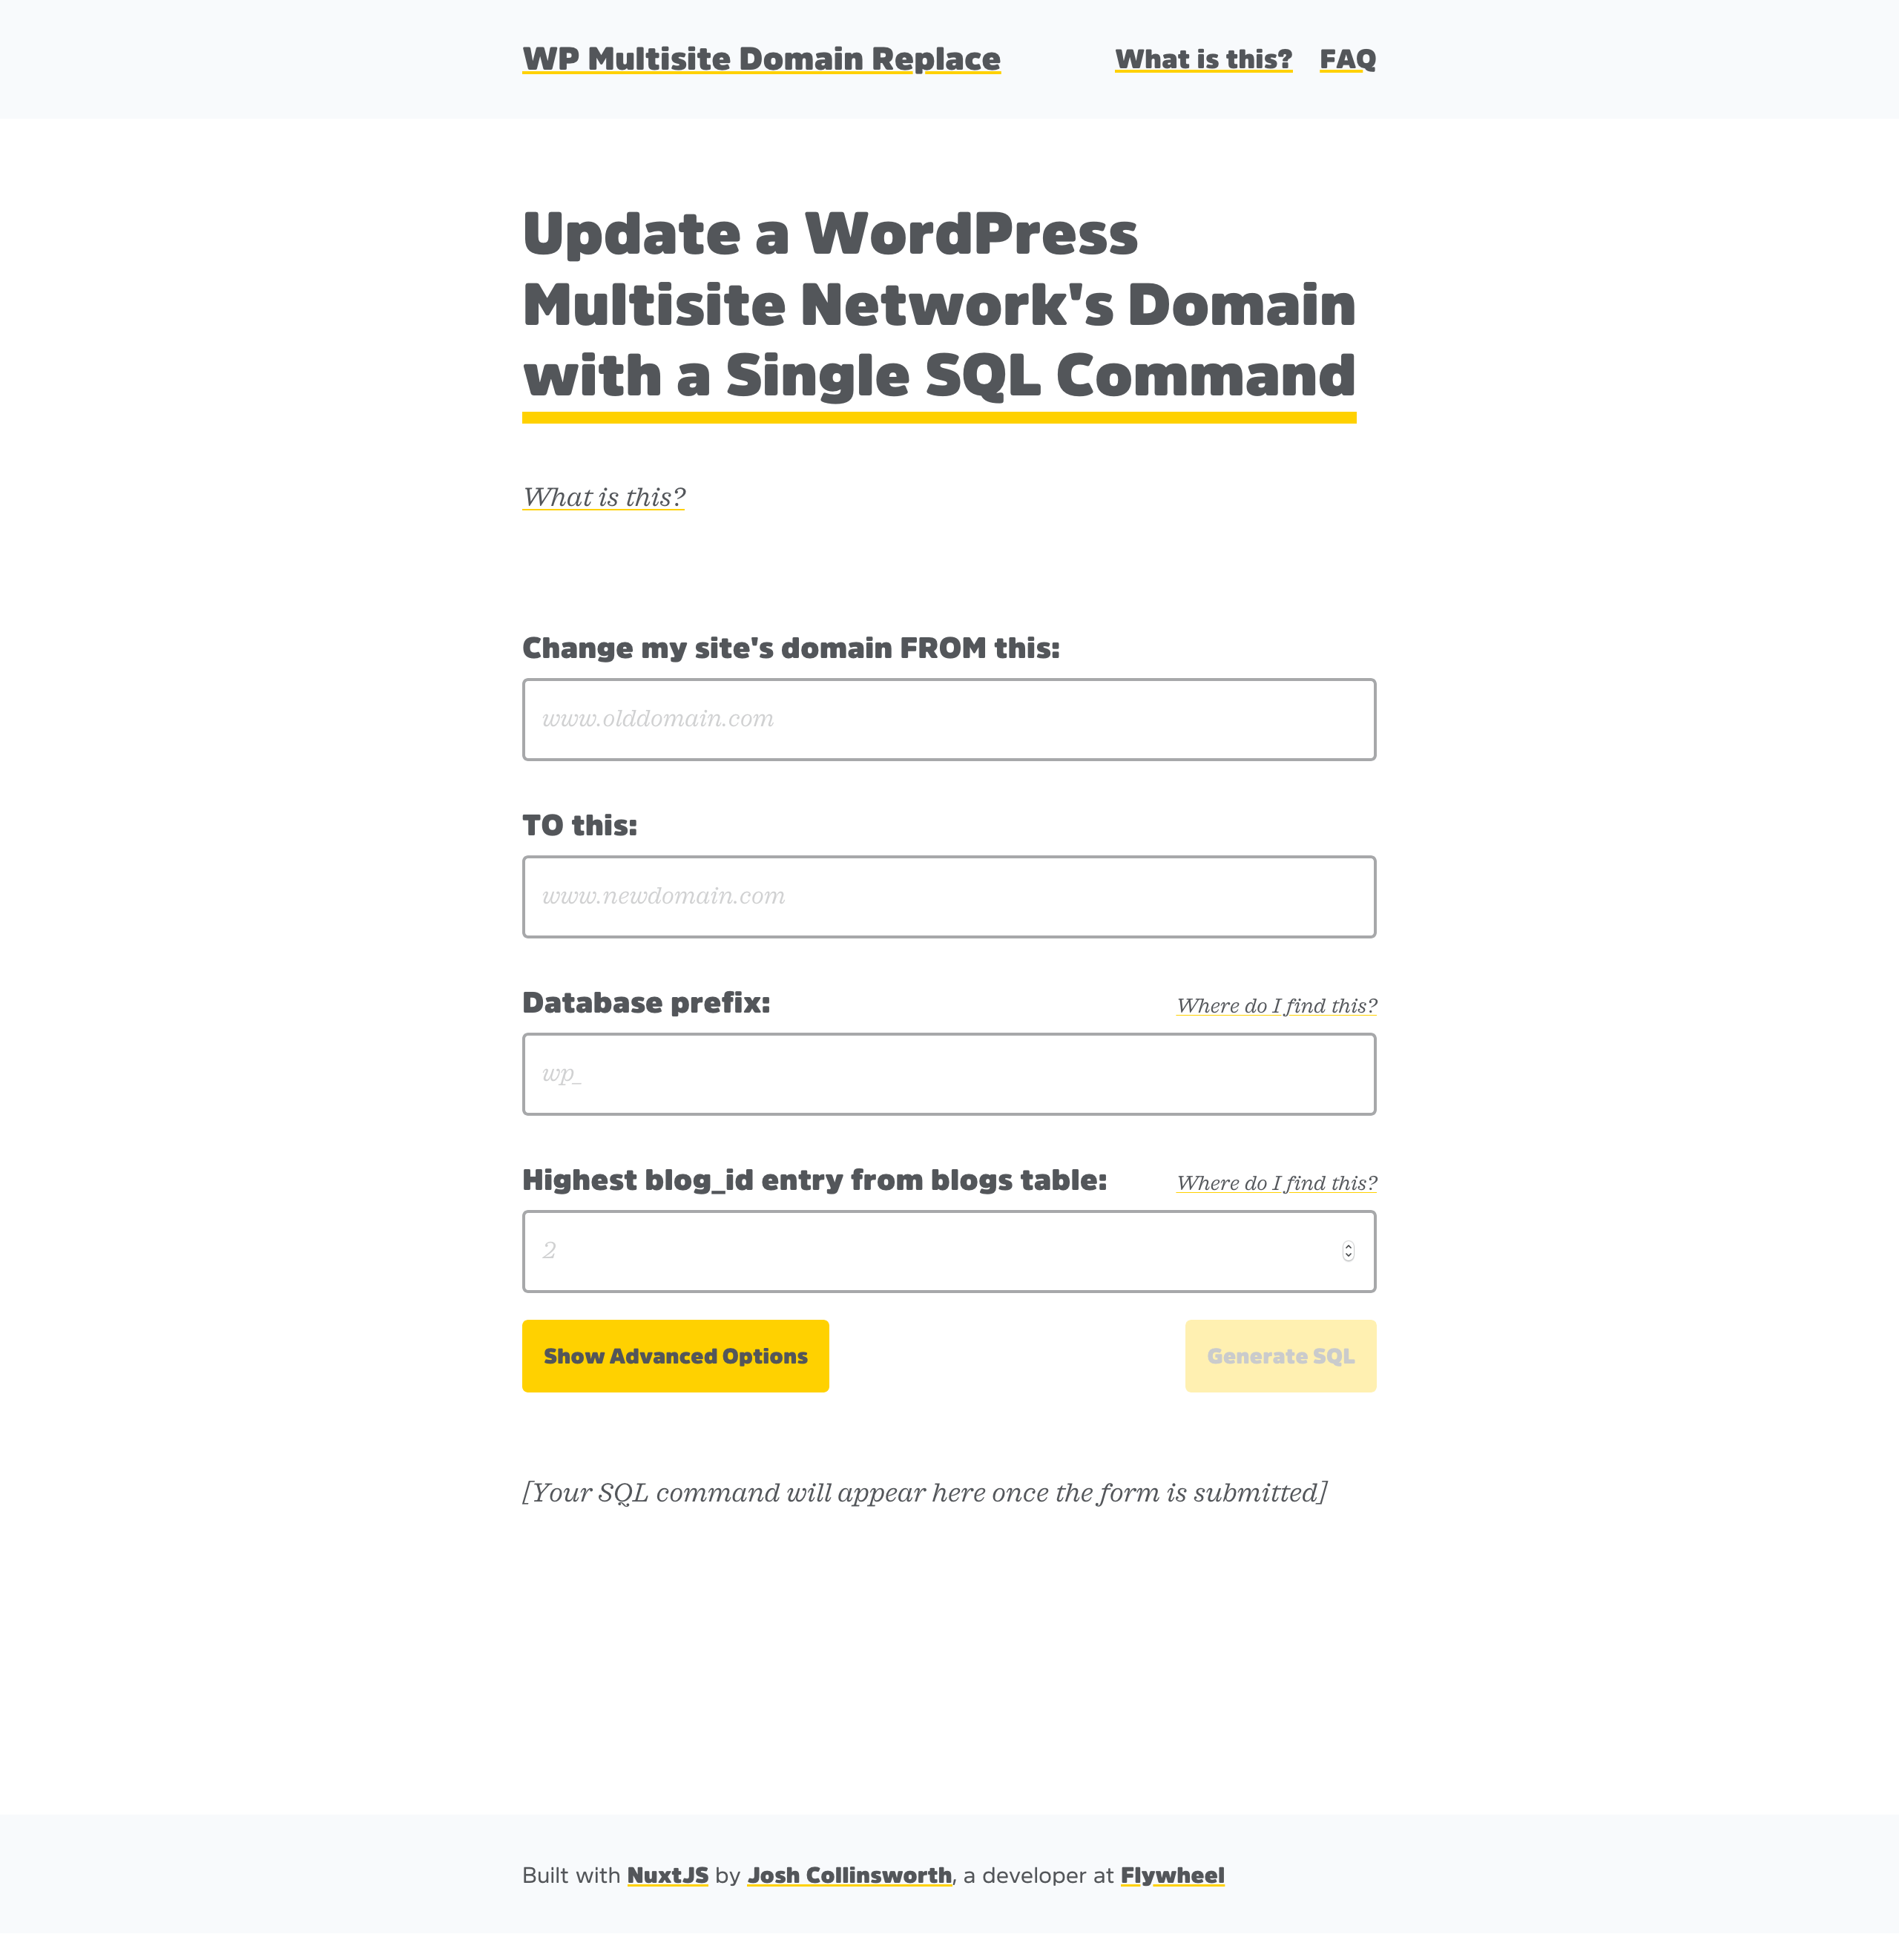 WP Multisite Domain Replace
What is this?
FAQ
Update a WordPress
Multisite Network's Domain
with a Single SQL Command
What is this?
Change my site's domain FROM this:
www.olddomain.com
TO this:
www.newdomain.com
Database prefix:
Where do I find this?
wp_
Highest blog_id entry from blogs table:
Where do I find this?
2
Show Advanced Options
Generate SQL
[Your SQL command will appear here once the form is submitted]
Built with NuxtJS by Josh Collinsworth, a developer at Flywheel